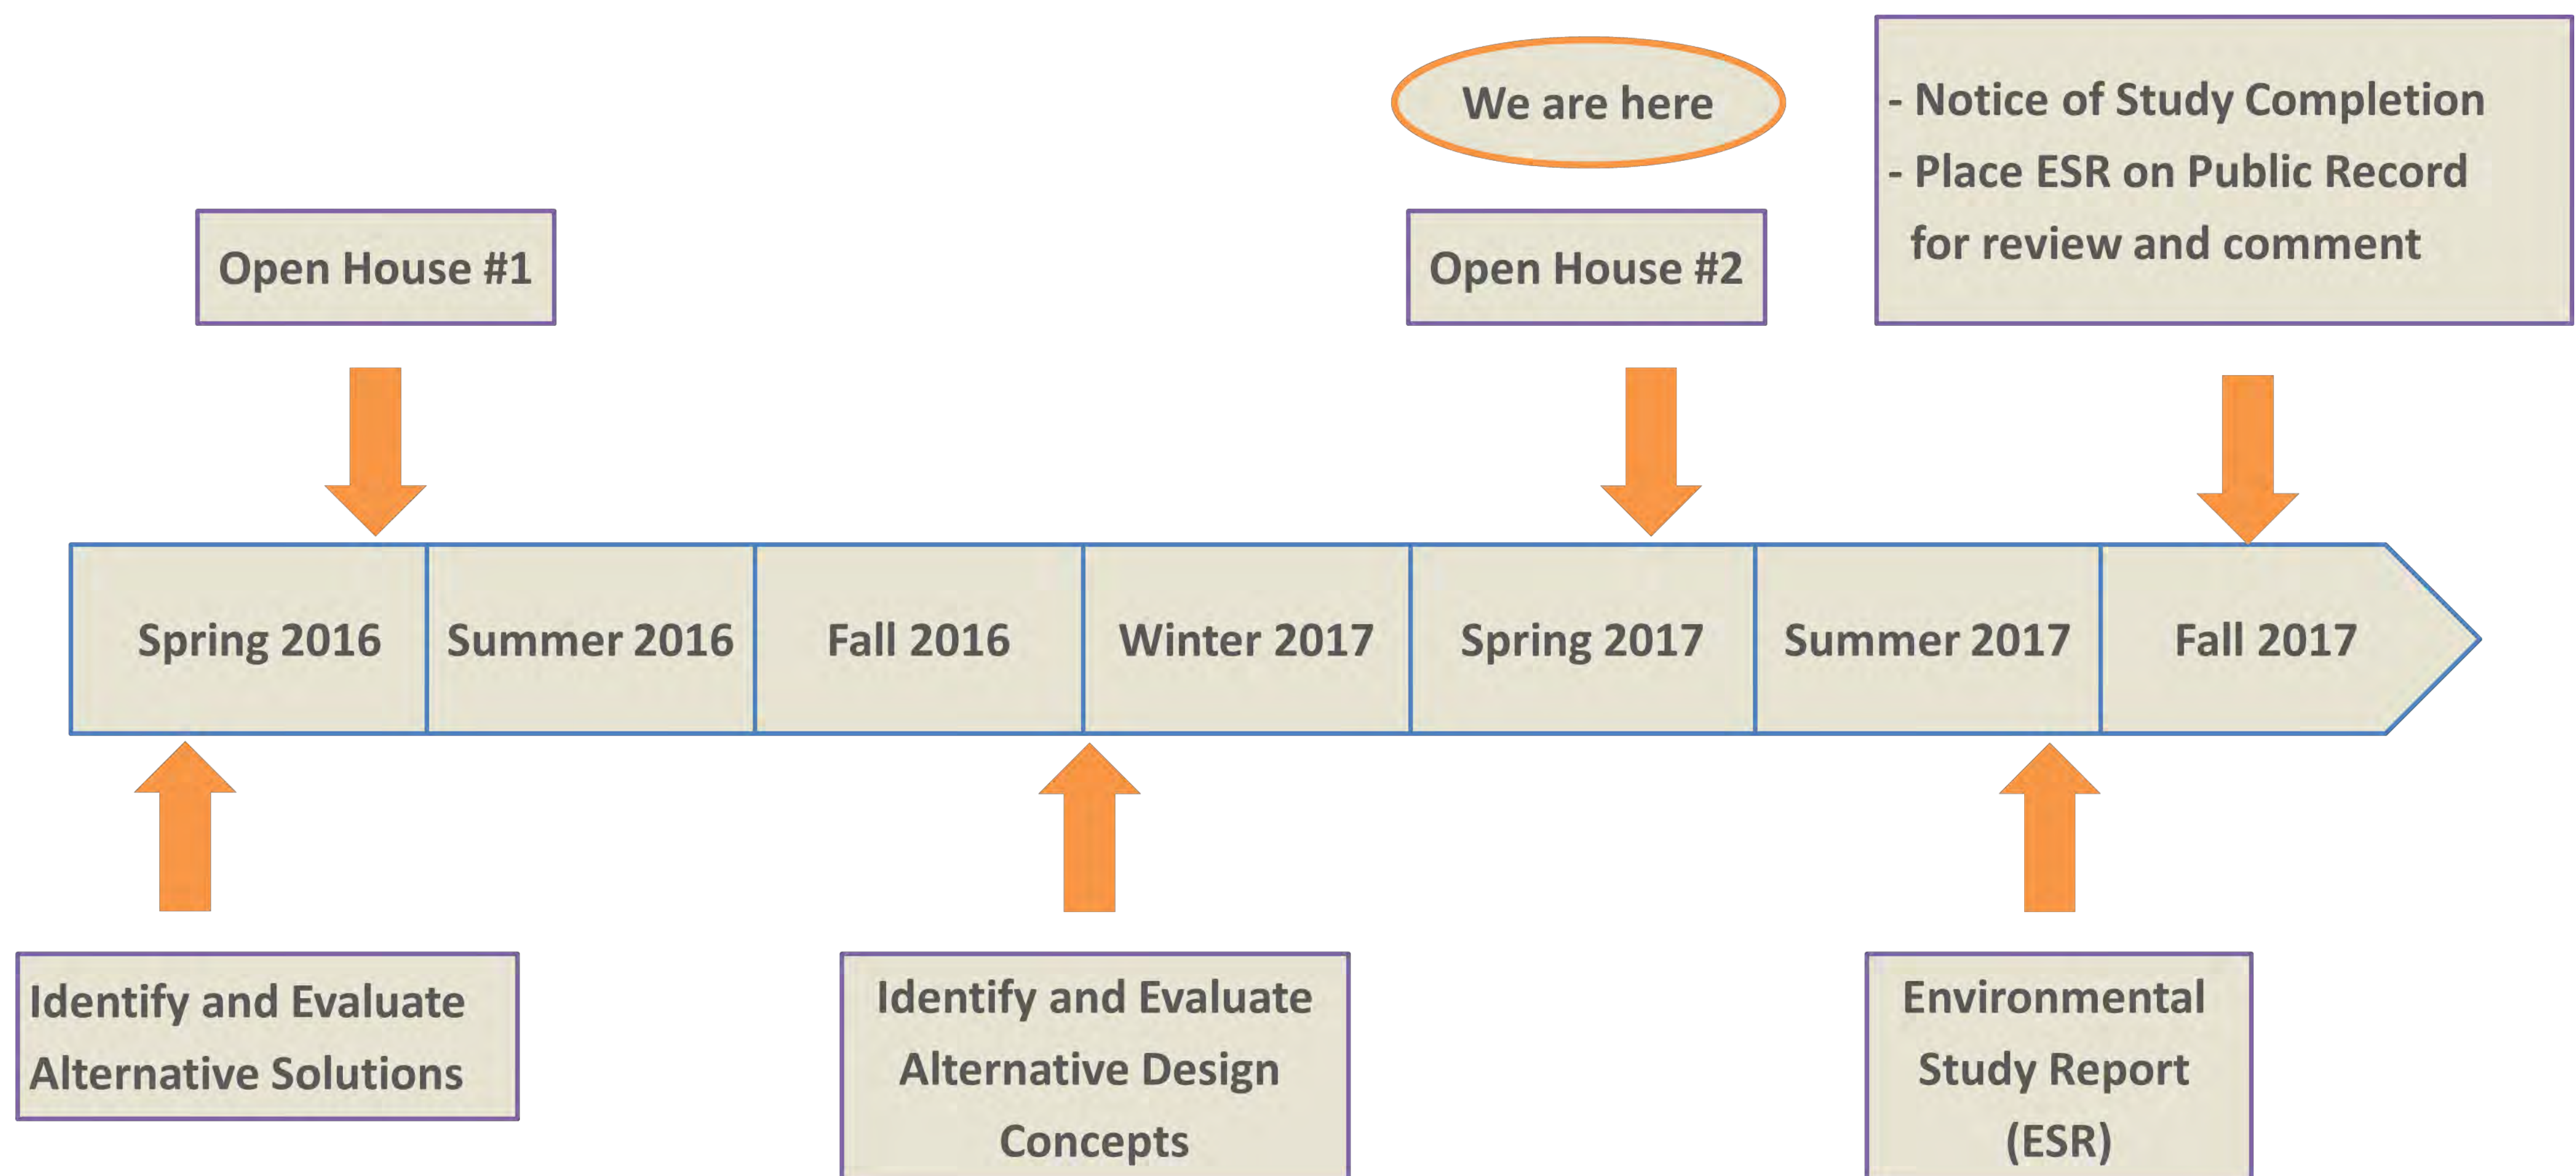 We are here
- Notice of Study Completion
- Place ESR on Public Record
for review and comment
Open House #1
Open House #2
Spring 2016
Summer 2016
Fall 2016
Winter 2017
Spring 2017
Summer 2017
Fall 2017
Identify and Evaluate
Alternative Solutions
Identify and Evaluate
Alternative Design
Concepts
Environmental
Study Report
(ESR)